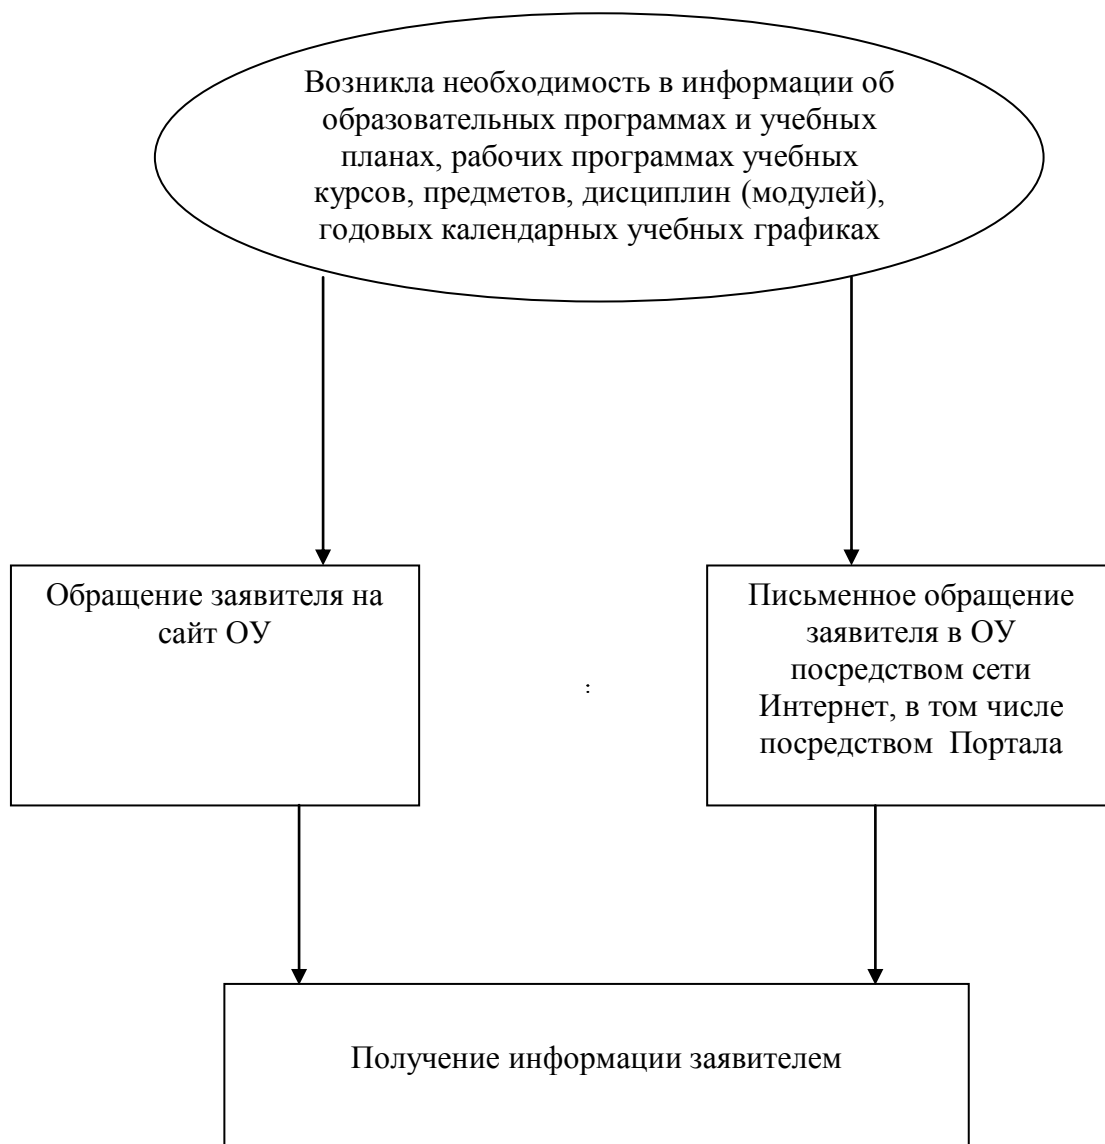 Возникла необходимость в информации об
образовательных программах и учебных
планах, рабочих программах учебных
курсов, предметов, дисциплин (модулей),
годовых календарных учебных графиках
Обращение заявителя на
сайт ОУ
:
Письменное обращение
заявителя в ОУ
посредством сети
Интернет, в том числе
посредством  Портала
Получение информации заявителем